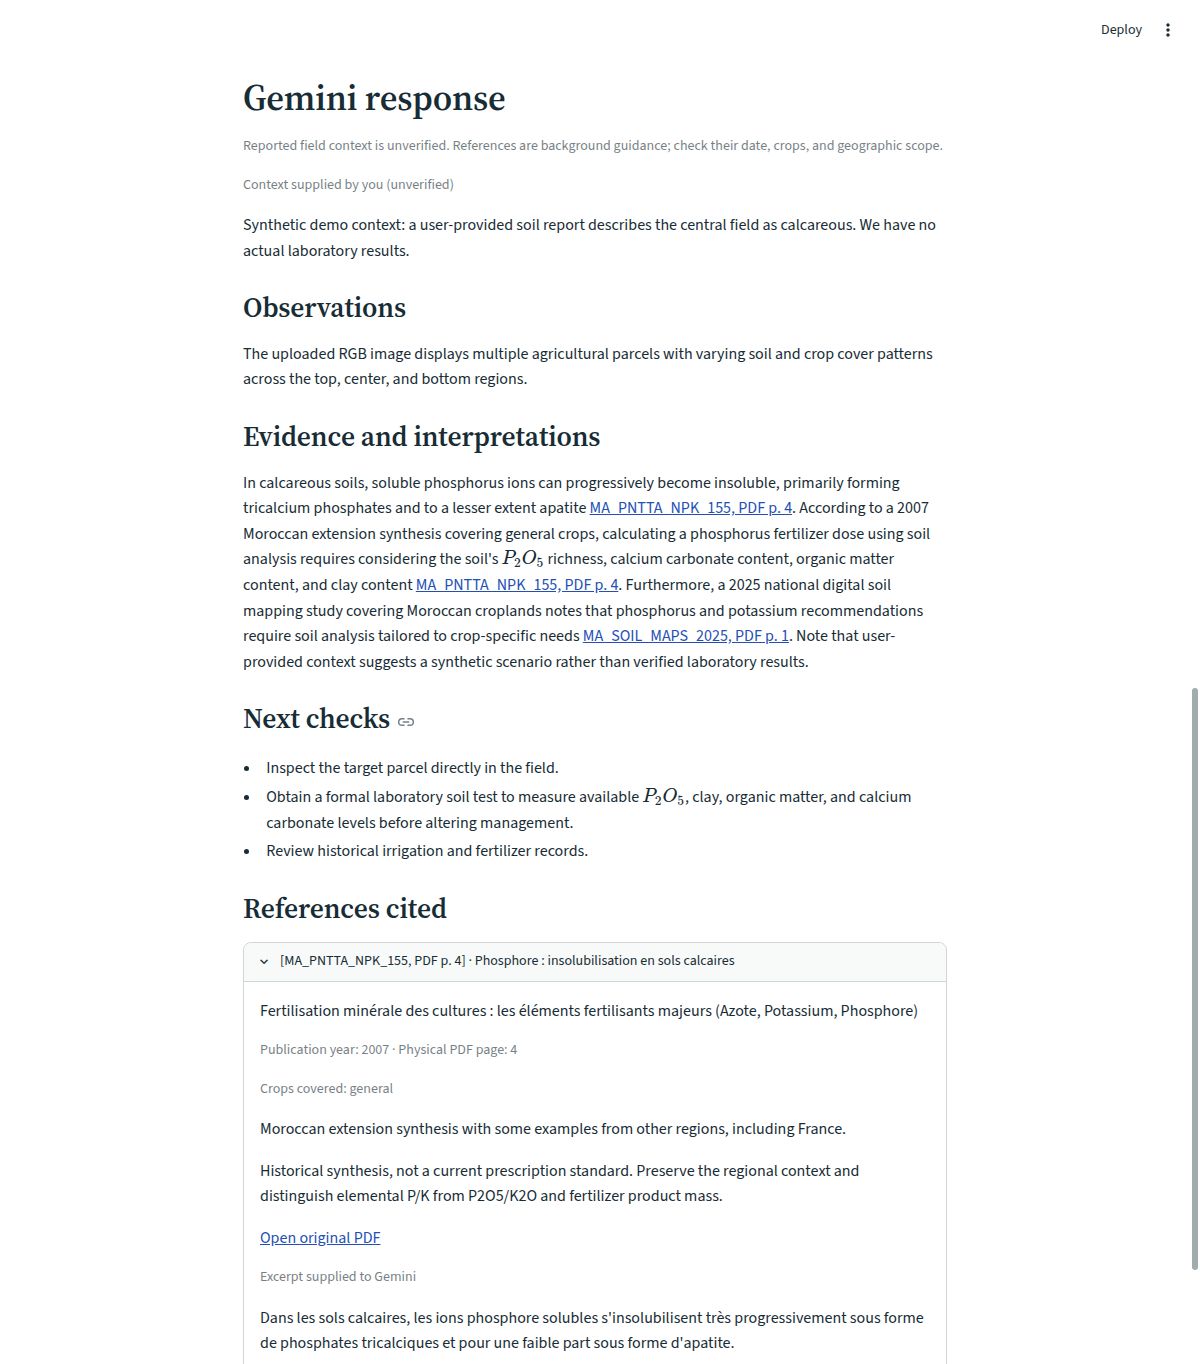 Deploy
Gemini response
Reported field context is unverified. References are background guidance; check their date, crops, and geographic scope.
Context supplied by you (unverified)
Synthetic demo context: a user-provided soil report describes the central field as calcareous. We have no
actual laboratory results.
Observations
The uploaded RGB image displays multiple agricultural parcels with varying soil and crop cover patterns
across the top, center, and bottom regions.
Evidence and interpretations
In calcareous soils, soluble phosphorus ions can progressively become insoluble, primarily forming
tricalcium phosphates and to a lesser extent apatite MA_PNTTA_NPK_155, PDF p. 4. According to a 2007
Moroccan extension synthesis covering general crops, calculating a phosphorus fertilizer dose using soil
analysis requires considering the soil's P₂O₅ richness, calcium carbonate content, organic matter
content, and clay content MA_PNTTA_NPK_155, PDF p. 4. Furthermore, a 2025 national digital soil
mapping study covering Moroccan croplands notes that phosphorus and potassium recommendations
require soil analysis tailored to crop-specific needs MA_SOIL_MAPS_2025, PDF p. 1. Note that user-
provided context suggests a synthetic scenario rather than verified laboratory results.
Next checks
• Inspect the target parcel directly in the field.
• Obtain a formal laboratory soil test to measure available P₂O₅, clay, organic matter, and calcium
carbonate levels before altering management.
• Review historical irrigation and fertilizer records.
References cited
[MA_PNTTA_NPK_155, PDF p. 4] · Phosphore : insolubilisation en sols calcaires
Fertilisation minérale des cultures : les éléments fertilisants majeurs (Azote, Potassium, Phosphore)
Publication year: 2007 · Physical PDF page: 4
Crops covered: general
Moroccan extension synthesis with some examples from other regions, including France.
Historical synthesis, not a current prescription standard. Preserve the regional context and
distinguish elemental P/K from P2O5/K2O and fertilizer product mass.
Open original PDF
Excerpt supplied to Gemini
Dans les sols calcaires, les ions phosphore solubles s'insolubilisent très progressivement sous forme
de phosphates tricalciques et pour une faible part sous forme d'apatite.